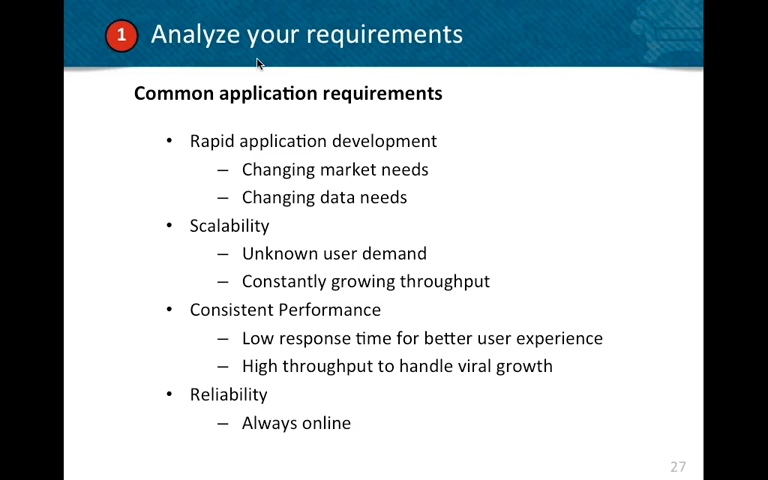 1 Analyze your requirements
Common application requirements
• Rapid application development
– Changing market needs
– Changing data needs
• Scalability
– Unknown user demand
– Constantly growing throughput
• Consistent Performance
– Low response time for better user experience
– High throughput to handle viral growth
• Reliability
– Always online
27